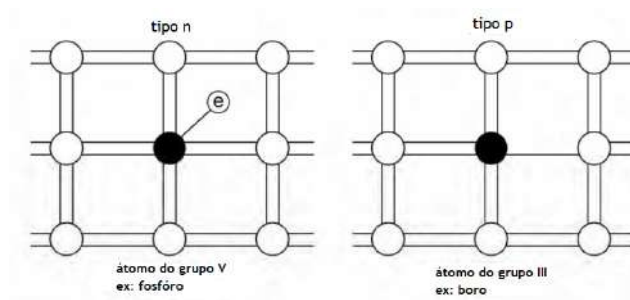 tipo n
e
átomo do grupo V
ex: fosfóro
tipo p
átomo do grupo III
ex: boro